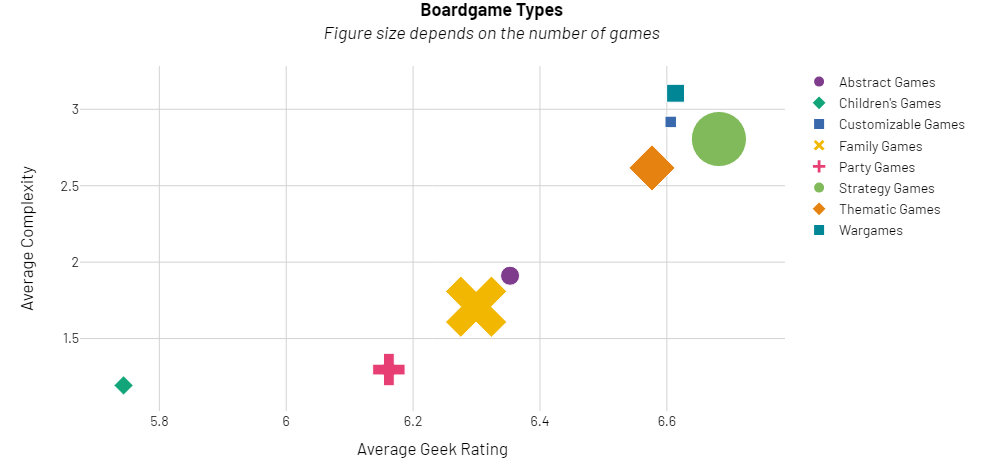 Boardgame Types
Figure size depends on the number of games
Average Complexity
3
2.5
2
1.5
5.8
6
6.2
6.4
6.6
Average Geek Rating
Abstract Games
Children's Games
Customizable Games
Family Games
Party Games
Strategy Games
Thematic Games
Wargames